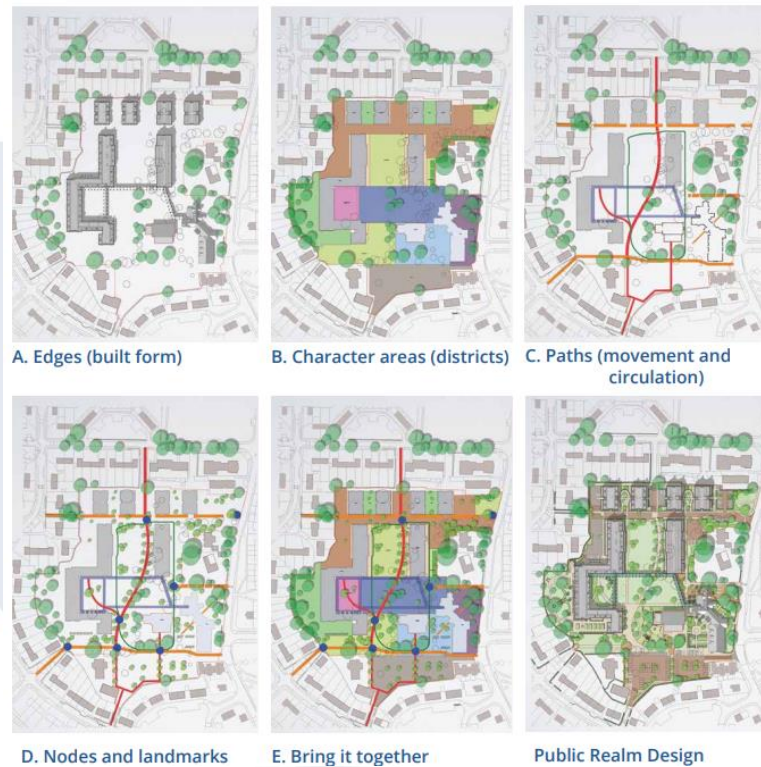 A. Edges (built form)
B. Character areas (districts)
C. Paths (movement and
circulation)
D. Nodes and landmarks
E. Bring it together
Public Realm Design